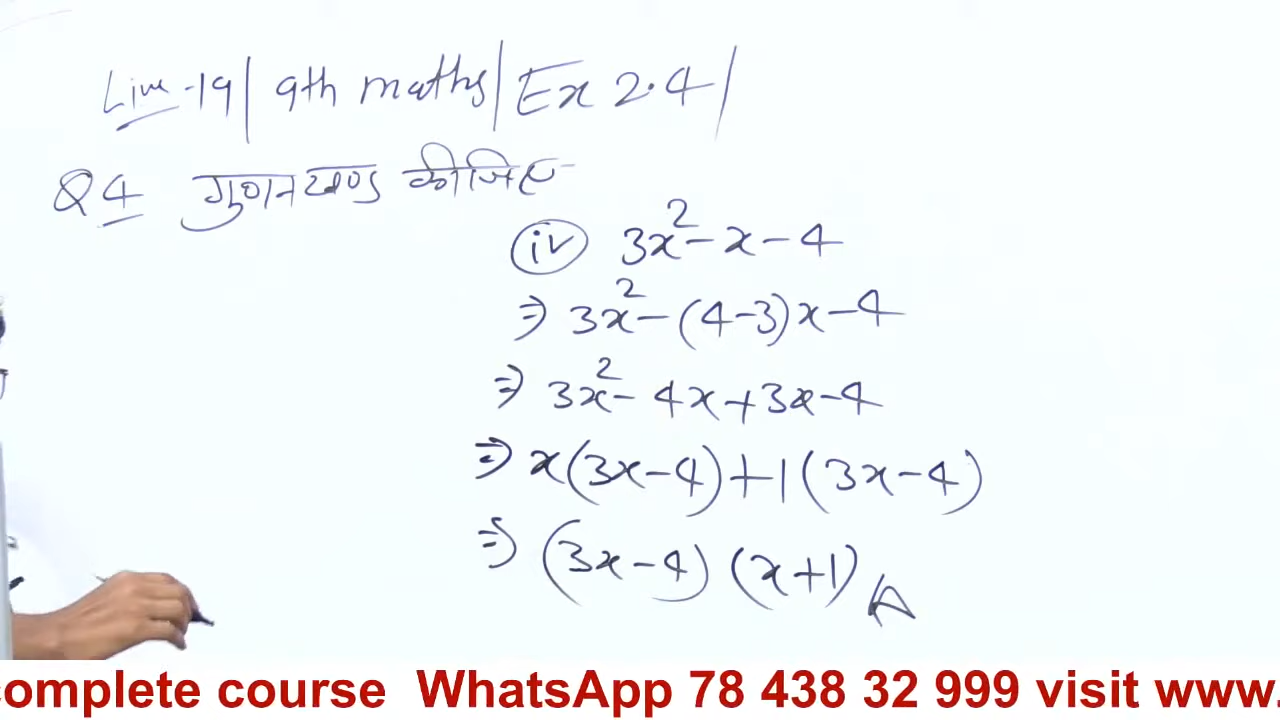 Live-19| 9th maths| Ex 2.4|
Q4 गुणनखण्ड कीजिए-
iv 3x²-x-4
⇒ 3x²-(4-3)x-4
⇒ 3x²-4x+3x-4
⇒ x(3x-4)+1(3x-4)
⇒ (3x-4)(x+1) A
complete course WhatsApp 78 438 32 999 visit www.